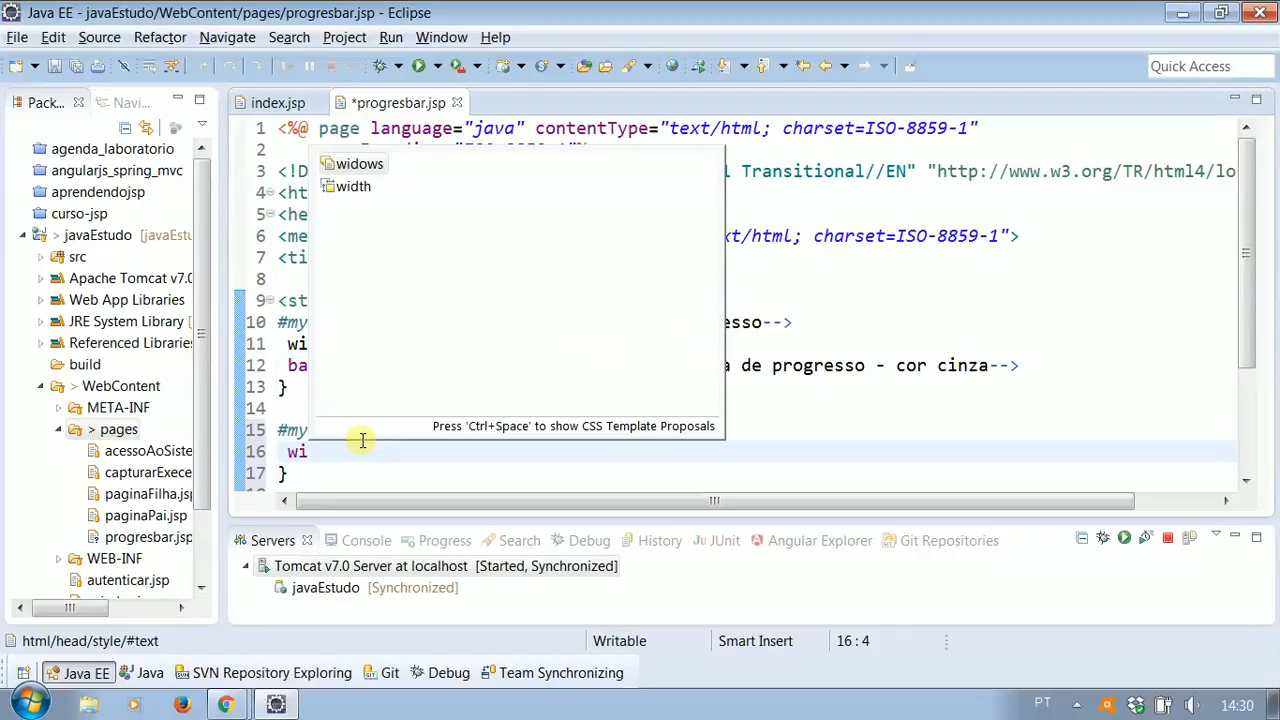 Java EE - javaEstudo/WebContent/pages/progresbar.jsp - Eclipse
File Edit Source Refactor Navigate Search Project Run Window Help
Quick Access
Pack... Navi...
index.jsp *progresbar.jsp
agenda_laboratorio
angularjs_spring_mvc
aprendendojsp
curso-jsp
> javaEstudo [javaEstu
src
Apache Tomcat v7.0
Web App Libraries
JRE System Library [
Referenced Libraries
build
> WebContent
META-INF
> pages
acessoAoSiste
capturarExece
paginaFilha.jsp
paginaPai.jsp
progresbar.jsp
WEB-INF
autenticar.jsp
1 <%@ page language="java" contentType="text/html; charset=ISO-8859-1"
2
3 <!D l Transitional//EN" "http://www.w3.org/TR/html4/lo
4 <ht
5 <he
6 <me xt/html; charset=ISO-8859-1">
7 <ti
8
9 <st
10 #my esso-->
11 wi
12 ba a de progresso - cor cinza-->
13 }
14
15 #my
16 wi
17 }
widows
width
Press 'Ctrl+Space' to show CSS Template Proposals
Servers Console Progress Search Debug History JUnit Angular Explorer Git Repositories
Tomcat v7.0 Server at localhost [Started, Synchronized]
javaEstudo [Synchronized]
html/head/style/#text Writable Smart Insert 16 : 4
Java EE Java SVN Repository Exploring Git Debug Team Synchronizing
PT 14:30